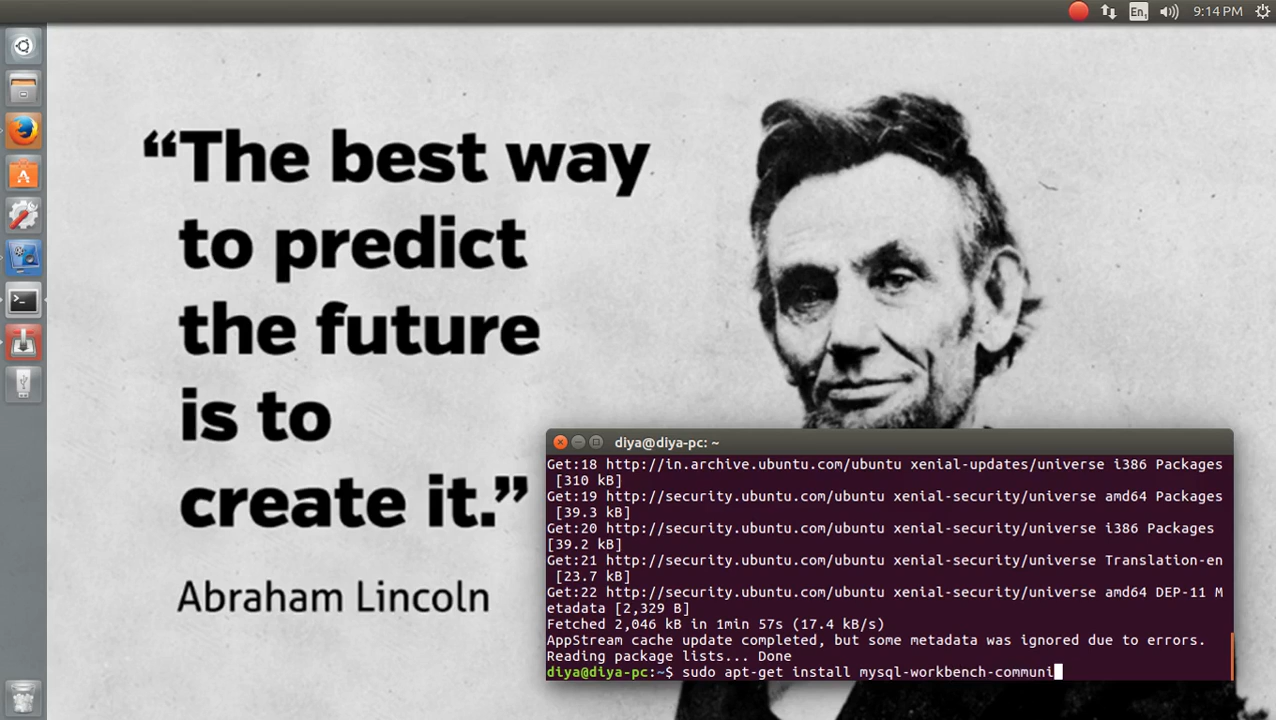 En₁
9:14 PM
“The best way
to predict
the future
is to
create it.”
Abraham Lincoln
diya@diya-pc: ~
Get:18 http://in.archive.ubuntu.com/ubuntu xenial-updates/universe i386 Packages
[310 kB]
Get:19 http://security.ubuntu.com/ubuntu xenial-security/universe amd64 Packages
[39.3 kB]
Get:20 http://security.ubuntu.com/ubuntu xenial-security/universe i386 Packages
[39.2 kB]
Get:21 http://security.ubuntu.com/ubuntu xenial-security/universe Translation-en
[23.7 kB]
Get:22 http://security.ubuntu.com/ubuntu xenial-security/universe amd64 DEP-11 M
etadata [2,329 B]
Fetched 2,046 kB in 1min 57s (17.4 kB/s)
AppStream cache update completed, but some metadata was ignored due to errors.
Reading package lists... Done
diya@diya-pc:~$ sudo apt-get install mysql-workbench-communi